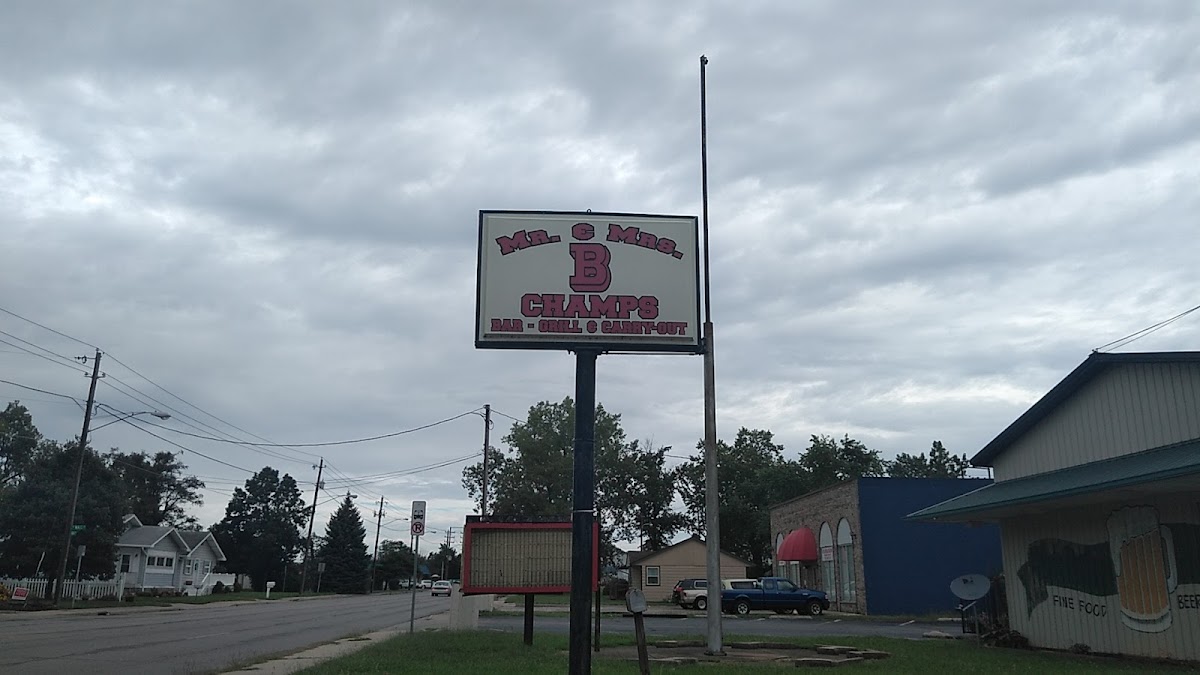 Mr. & Mrs.
B
CHAMPS
BAR - GRILL & CARRY-OUT
FINE FOOD
BEER